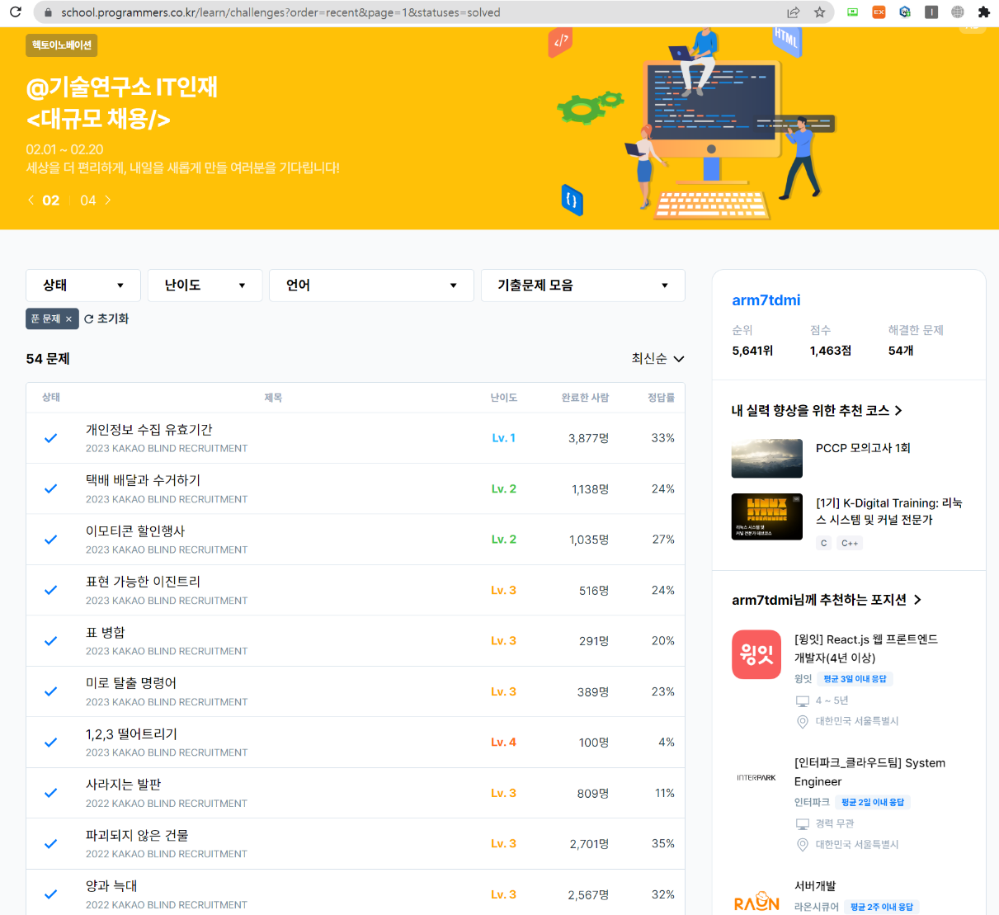 school.programmers.co.kr/learn/challenges?order=recent&page=1&statuses=solved
EX
헥토이노베이션
@기술연구소 IT인재
<대규모 채용/>
02.01 ~ 02.20
세상을 더 편리하게, 내일을 새롭게 만들 여러분을 기다립니다!
02 | 04
</>
HTML
{ }
상태
난이도
언어
기출문제 모음
푼 문제 ×
초기화
54 문제
최신순
상태 제목 난이도 완료한 사람 정답률
개인정보 수집 유효기간
2023 KAKAO BLIND RECRUITMENT
Lv. 1 3,877명 33%
택배 배달과 수거하기
2023 KAKAO BLIND RECRUITMENT
Lv. 2 1,138명 24%
이모티콘 할인행사
2023 KAKAO BLIND RECRUITMENT
Lv. 2 1,035명 27%
표현 가능한 이진트리
2023 KAKAO BLIND RECRUITMENT
Lv. 3 516명 24%
표 병합
2023 KAKAO BLIND RECRUITMENT
Lv. 3 291명 20%
미로 탈출 명령어
2023 KAKAO BLIND RECRUITMENT
Lv. 3 389명 23%
1,2,3 떨어트리기
2023 KAKAO BLIND RECRUITMENT
Lv. 4 100명 4%
사라지는 발판
2022 KAKAO BLIND RECRUITMENT
Lv. 3 809명 11%
파괴되지 않은 건물
2022 KAKAO BLIND RECRUITMENT
Lv. 3 2,701명 35%
양과 늑대
2022 KAKAO BLIND RECRUITMENT
Lv. 3 2,567명 32%
arm7tdmi
순위 점수 해결한 문제
5,641위 1,463점 54개
내 실력 향상을 위한 추천 코스
PCCP 모의고사 1회
LINUX
SYSTEM
PROGRAMMING
리눅스 시스템 및
커널 전문가 데브코스
[1기] K-Digital Training: 리눅
스 시스템 및 커널 전문가
C C++
arm7tdmi님께 추천하는 포지션
윙잇
[윙잇] React.js 웹 프론트엔드
개발자(4년 이상)
윙잇 평균 3일 이내 응답
4 ~ 5년
대한민국 서울특별시
INTERPARK
[인터파크_클라우드팀] System
Engineer
인터파크 평균 2일 이내 응답
경력 무관
대한민국 서울특별시
RAON
서버개발
라온시큐어 평균 2주 이내 응답